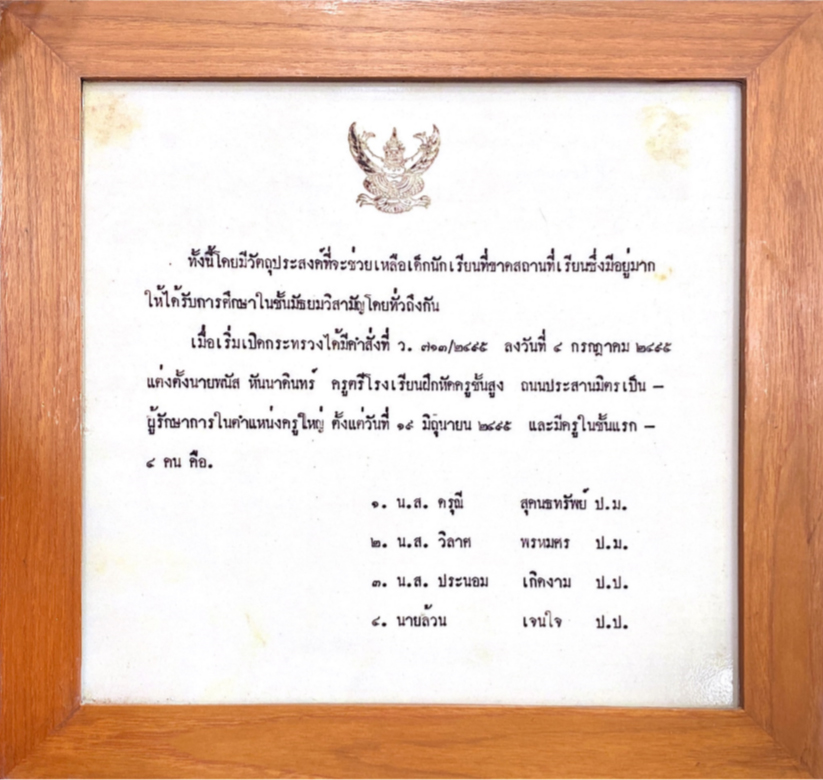 ทั้งนี้โดยมีวัตถุประสงค์ที่จะช่วยเหลือเด็กนักเรียนที่ขาดสถานที่เรียนซึ่งมีอยู่มาก
ให้ได้รับการศึกษาในชั้นมัธยมวิสามัญโดยทั่วถึงกัน
เมื่อเริ่มเปิดกระทรวงได้มีคำสั่งที่ ว. ๗๑๓/๒๔๙๕ ลงวันที่ ๔ กรกฎาคม ๒๔๙๕
แต่งตั้งนายพนัส หันนาคินทร์ ครูตรีโรงเรียนฝึกหัดครูชั้นสูง ถนนประสานมิตรเป็น –
ผู้รักษาการในตำแหน่งครูใหญ่ ตั้งแต่วันที่ ๑๙ มิถุนายน ๒๔๙๕ และมีครูในชั้นแรก –
๔ คน คือ.
๑. น.ส. ดรุณี สุคนธทรัพย์ ป.ม.
๒. น.ส. วิลาศ พรหมศร ป.ม.
๓. น.ส. ประนอม เกิดงาม ป.ป.
๔. นายล้วน เจนใจ ป.ป.